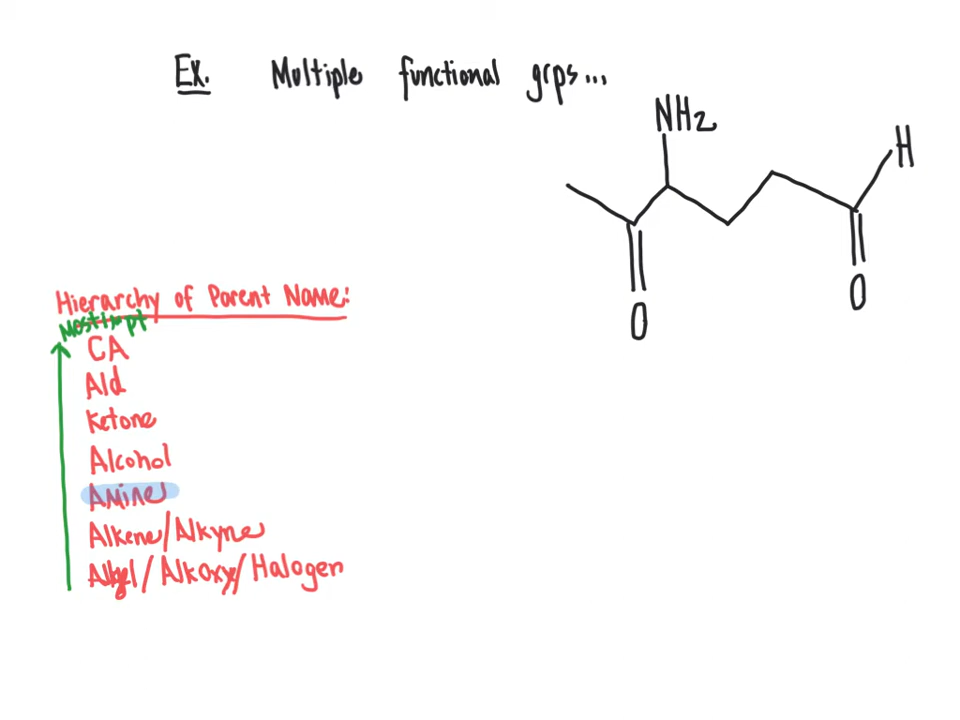 Ex. Multiple functional grps...
NH2
H
O
O
Hierarchy of Parent Name:
Most Impt
CA
Ald
Ketone
Alcohol
Amine
Alkene/Alkyne
Alkyl/Alkoxy/Halogen